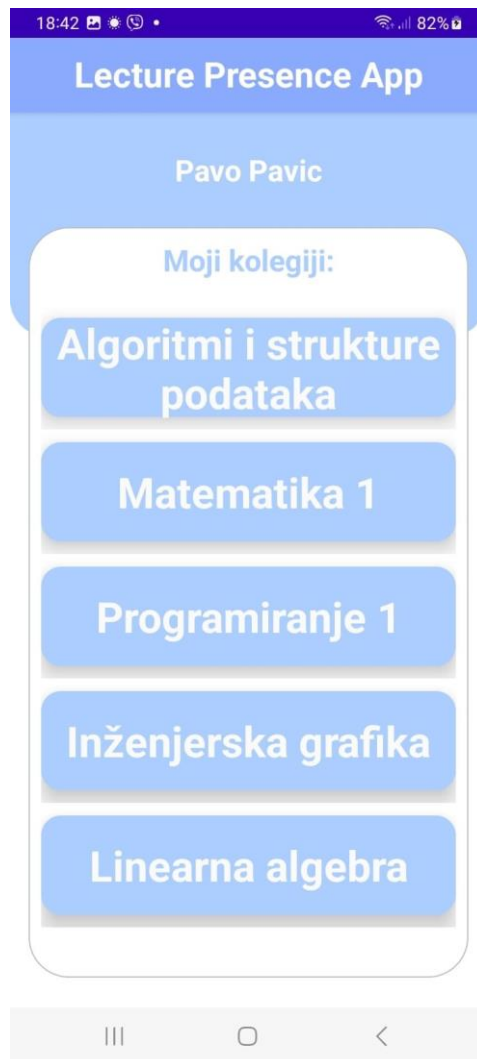 18:42 82%
Lecture Presence App
Pavo Pavic
Moji kolegiji:
Algoritmi i strukture
podataka
Matematika 1
Programiranje 1
Inženjerska grafika
Linearna algebra